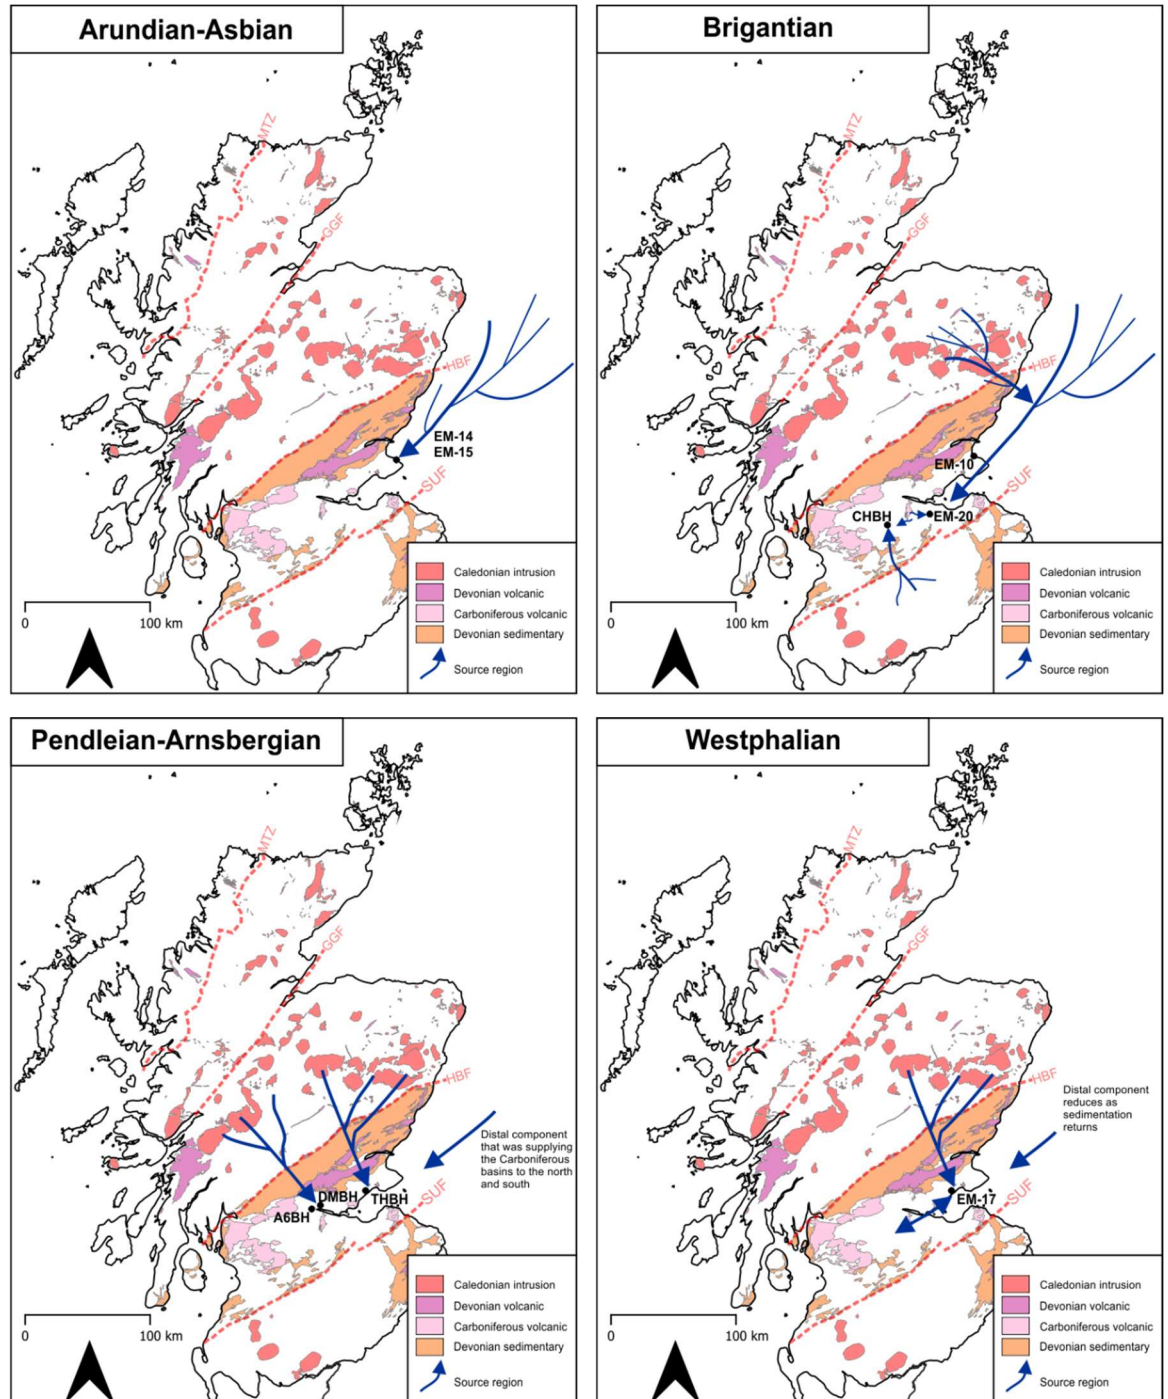 Arundian-Asbian
MTZ
GGF
HBF
EM-14
EM-15
SUF
Caledonian intrusion
Devonian volcanic
Carboniferous volcanic
Devonian sedimentary
Source region
0
100 km
Brigantian
MTZ
GGF
HBF
EM-10
SUF
CHBH
EM-20
Caledonian intrusion
Devonian volcanic
Carboniferous volcanic
Devonian sedimentary
Source region
0
100 km
Pendleian-Arnsbergian
MTZ
GGF
HBF
Distal component
that was supplying
the Carboniferous
basins to the north
and south
DMBH
THBH
SUF
A6BH
Caledonian intrusion
Devonian volcanic
Carboniferous volcanic
Devonian sedimentary
Source region
0
100 km
Westphalian
MTZ
GGF
HBF
Distal component
reduces as
sedimentation
returns
EM-17
SUF
Caledonian intrusion
Devonian volcanic
Carboniferous volcanic
Devonian sedimentary
Source region
0
100 km